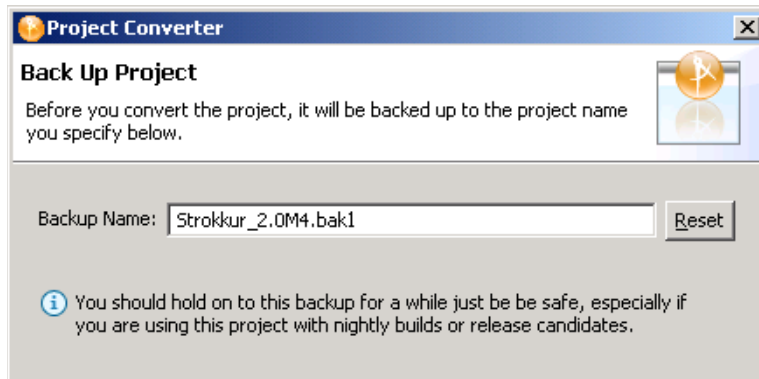 Project Converter
Back Up Project
Before you convert the project, it will be backed up to the project name
you specify below.
Backup Name: Strokkur_2.0M4.bak1 Reset
You should hold on to this backup for a while just be be safe, especially if
you are using this project with nightly builds or release candidates.